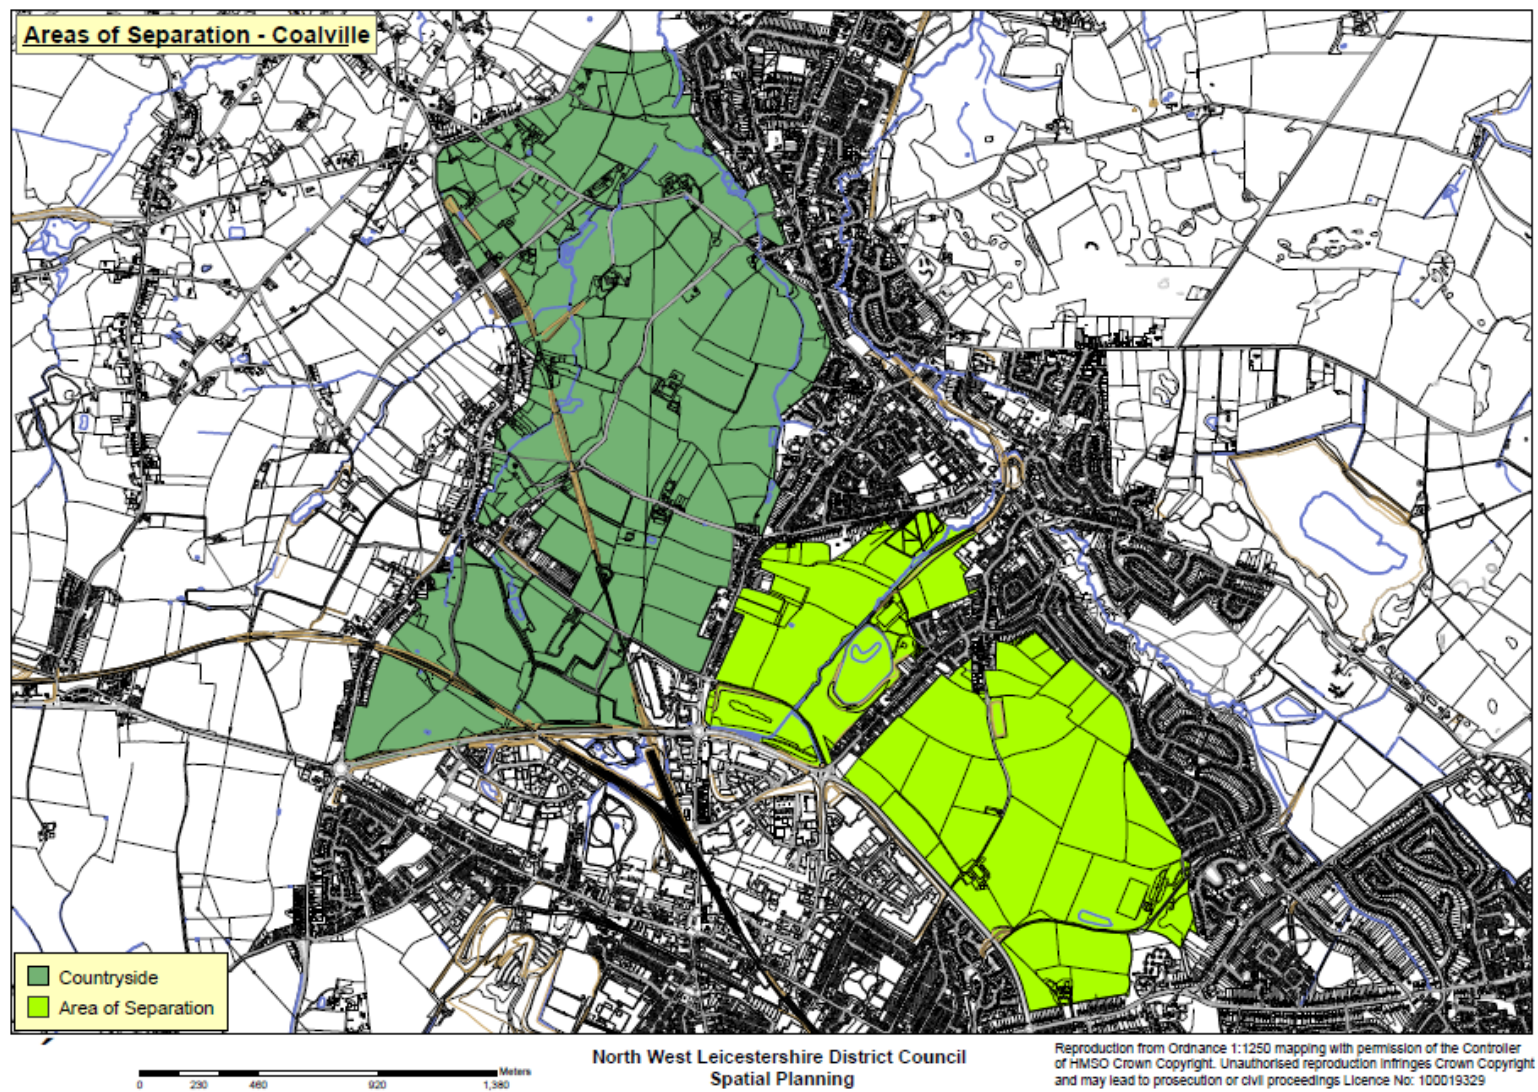 Areas of Separation - Coalville
Countryside
Area of Separation
Meters
0 230 460 920 1,380
North West Leicestershire District Council
Spatial Planning
Reproduction from Ordnance 1:1250 mapping with permission of the Controller
of HMSO Crown Copyright. Unauthorised reproduction infringes Crown Copyright
and may lead to prosecution or civil proceedings Licence No: 100019329